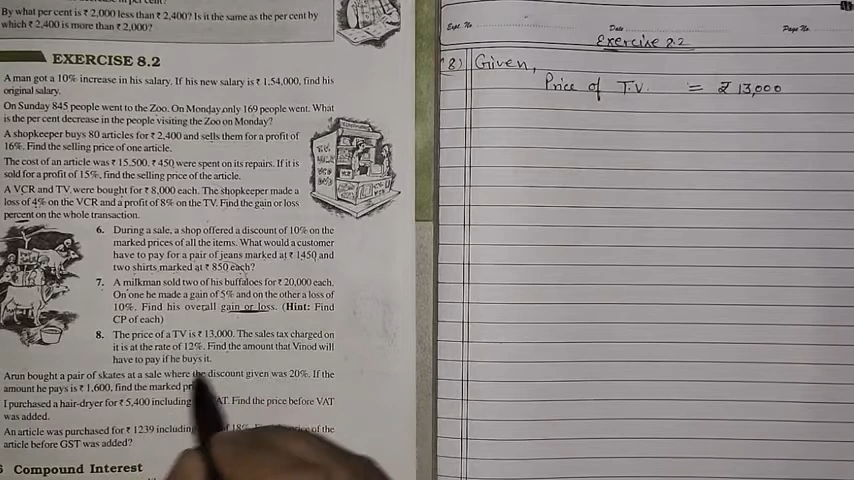 By what per cent is ₹ 2,000 less than ₹ 2,400? Is it the same as the per cent by
which ₹ 2,400 is more than ₹ 2,000?
EXERCISE 8.2
A man got a 10% increase in his salary. If his new salary is ₹ 1,54,000, find his
original salary.
On Sunday 845 people went to the Zoo. On Monday only 169 people went. What
is the per cent decrease in the people visiting the Zoo on Monday?
A shopkeeper buys 80 articles for ₹ 2,400 and sells them for a profit of
16%. Find the selling price of one article.
The cost of an article was ₹ 15,500. ₹ 450 were spent on its repairs. If it is
sold for a profit of 15%, find the selling price of the article.
A VCR and TV were bought for ₹ 8,000 each. The shopkeeper made a
loss of 4% on the VCR and a profit of 8% on the TV. Find the gain or loss
percent on the whole transaction.
6. During a sale, a shop offered a discount of 10% on the
marked prices of all the items. What would a customer
have to pay for a pair of jeans marked at ₹ 1450 and
two shirts marked at ₹ 850 each?
7. A milkman sold two of his buffaloes for ₹ 20,000 each.
On one he made a gain of 5% and on the other a loss of
10%. Find his overall gain or loss. (Hint: Find
CP of each)
8. The price of a TV is ₹ 13,000. The sales tax charged on
it is at the rate of 12%. Find the amount that Vinod will
have to pay if he buys it.
Arun bought a pair of skates at a sale where the discount given was 20%. If the
amount he pays is ₹ 1,600, find the marked pr
I purchased a hair-dryer for ₹ 5,400 including AT. Find the price before VAT
was added.
An article was purchased for ₹ 1239 including of 18% of the
article before GST was added?
Compound Interest
Expt. No. Date Page No.
Exercise 8.2
8) Given,
Price of T.V. = ₹ 13,000